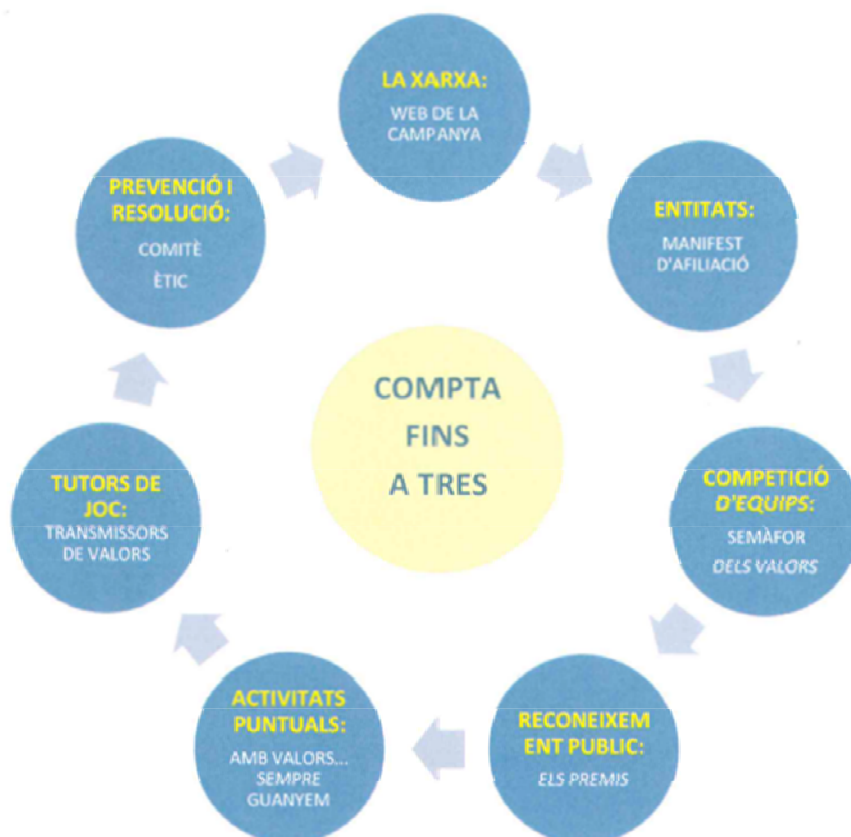 LA XARXA:
WEB DE LA
CAMPANYA
ENTITATS:
MANIFEST
D'AFILIACIÓ
COMPETICIÓ
D'EQUIPS:
SEMÀFOR
DELS VALORS
RECONEIXEM
ENT PUBLIC:
ELS PREMIS
ACTIVITATS
PUNTUALS:
AMB VALORS...
SEMPRE
GUANYEM
TUTORS DE
JOC:
TRANSMISSORS
DE VALORS
PREVENCIÓ I
RESOLUCIÓ:
COMITÈ
ÈTIC
COMPTA
FINS
A TRES